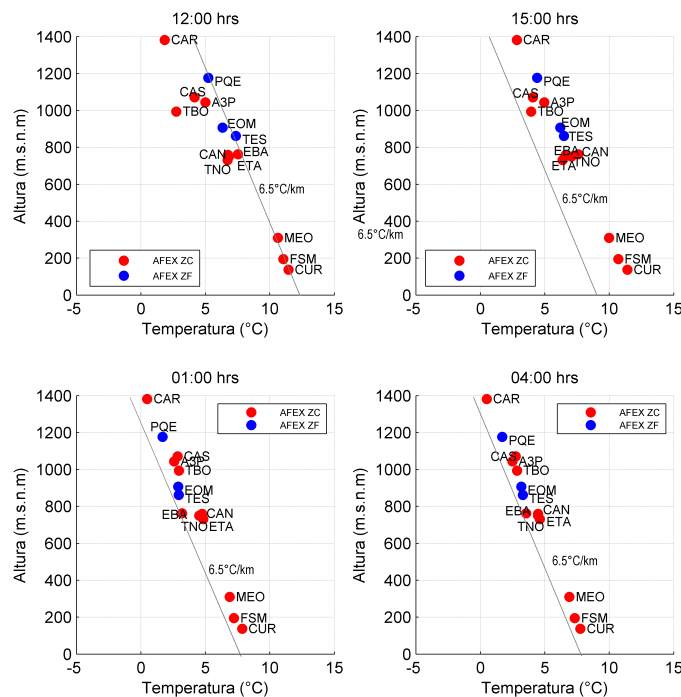 12:00 hrs
1400
1200
1000
800
600
400
200
0
Altura (m.s.n.m)
CAR
PQE
CAS
A3P
TBO
EOM
TES
CAN
EBA
TNO
ETA
6.5°C/km
MEO
FSM
CUR
AFEX ZC
AFEX ZF
-5 0 5 10 15
Temperatura (°C)
15:00 hrs
1400
1200
1000
800
600
400
200
0
Altura (m.s.n.m)
CAR
PQE
CAS
A3P
TBO
EOM
TES
EBA CAN
TNO
ETA
6.5°C/km
6.5°C/km
MEO
FSM
CUR
AFEX ZC
AFEX ZF
-5 0 5 10 15
Temperatura (°C)
01:00 hrs
1400
1200
1000
800
600
400
200
0
Altura (m.s.n.m)
AFEX ZC
AFEX ZF
CAR
PQE
CAS
A3P
TBO
EOM
TES
EBA CAN
TNO ETA
6.5°C/km
MEO
FSM
CUR
-5 0 5 10 15
Temperatura (°C)
04:00 hrs
1400
1200
1000
800
600
400
200
0
Altura (m.s.n.m)
AFEX ZC
AFEX ZF
CAR
PQE
CAS
A3P
TBO
EOM
TES
EBA CAN
TNO ETA
6.5°C/km
MEO
FSM
CUR
-5 0 5 10 15
Temperatura (°C)